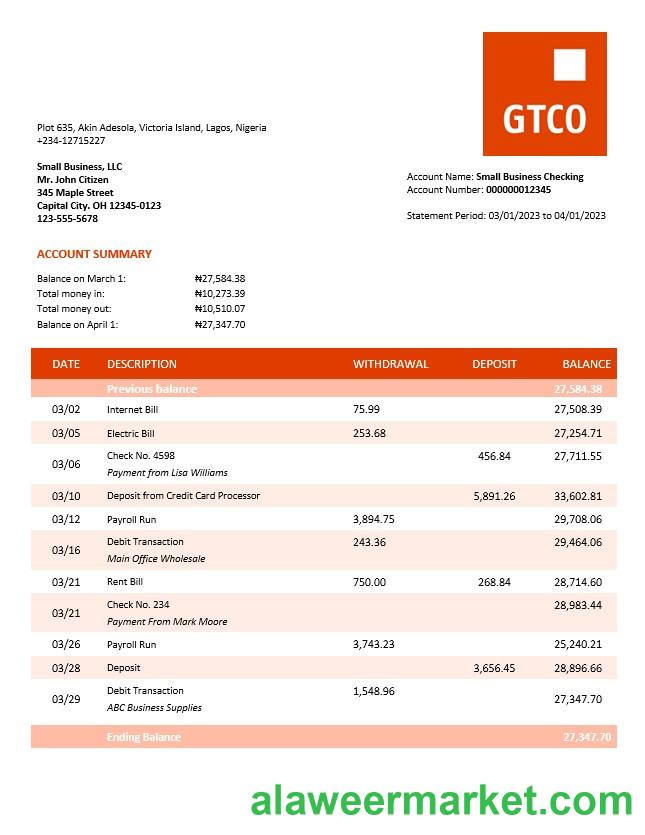 GTCO
Plot 635, Akin Adesola, Victoria Island, Lagos, Nigeria
+234-12715227
Small Business, LLC
Mr. John Citizen
345 Maple Street
Capital City. OH 12345-0123
123-555-5678
Account Name: Small Business Checking
Account Number: 000000012345
Statement Period: 03/01/2023 to 04/01/2023
ACCOUNT SUMMARY
Balance on March 1: ₦27,584.38
Total money in: ₦10,273.39
Total money out: ₦10,510.07
Balance on April 1: ₦27,347.70
DATE DESCRIPTION WITHDRAWAL DEPOSIT BALANCE
Previous balance 27,584.38
03/02 Internet Bill 75.99 27,508.39
03/05 Electric Bill 253.68 27,254.71
03/06 Check No. 4598 456.84 27,711.55
Payment from Lisa Williams
03/10 Deposit from Credit Card Processor 5,891.26 33,602.81
03/12 Payroll Run 3,894.75 29,708.06
03/16 Debit Transaction 243.36 29,464.06
Main Office Wholesale
03/21 Rent Bill 750.00 268.84 28,714.60
03/21 Check No. 234 28,983.44
Payment From Mark Moore
03/26 Payroll Run 3,743.23 25,240.21
03/28 Deposit 3,656.45 28,896.66
03/29 Debit Transaction 1,548.96 27,347.70
ABC Business Supplies
Ending Balance 27,347.70
alaweermarket.com